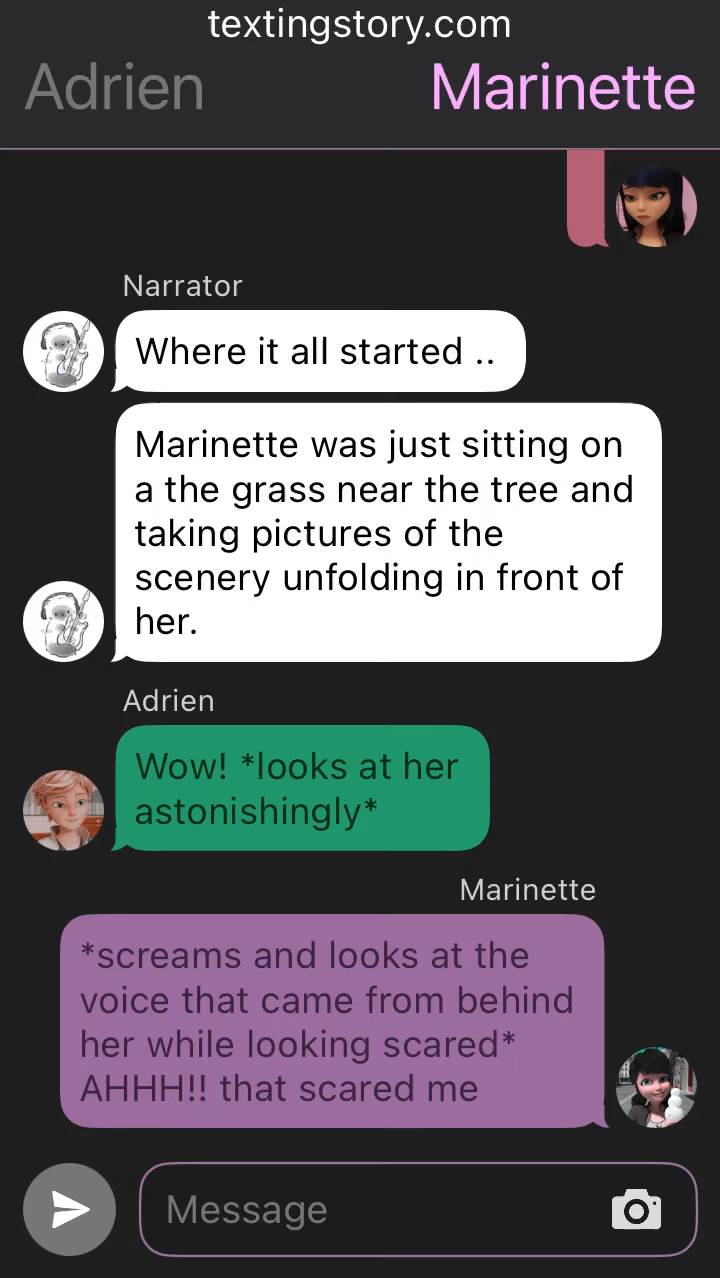 textingstory.com
Adrien
Marinette
Narrator
Where it all started ..
Marinette was just sitting on
a the grass near the tree and
taking pictures of the
scenery unfolding in front of
her.
Adrien
Wow! *looks at her
astonishingly*
Marinette
*screams and looks at the
voice that came from behind
her while looking scared*
AHHH!! that scared me
Message